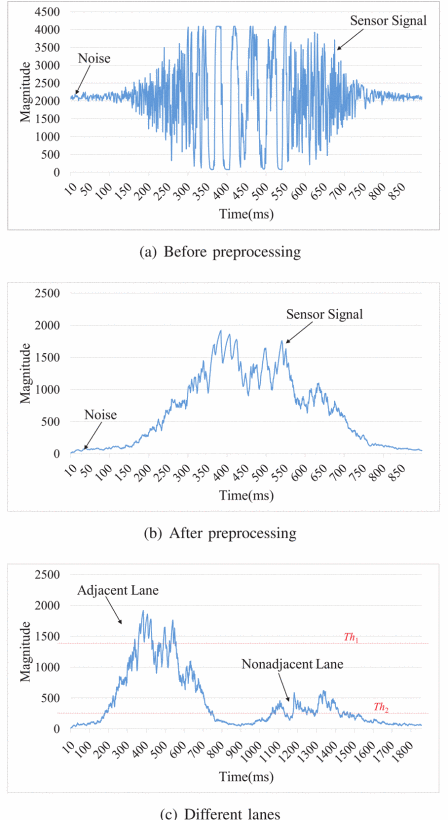 4500
4000
3500
3000
2500
2000
1500
1000
500
0
Magnitude
Noise
Sensor Signal
10 50 100 150 200 250 300 350 400 450 500 550 600 650 700 800 850
Time(ms)
(a) Before preprocessing
2500
2000
1500
1000
500
0
Magnitude
Sensor Signal
Noise
10 50 100 150 200 250 300 350 400 450 500 550 600 650 700 800 850
Time(ms)
(b) After preprocessing
2500
2000
1500
1000
500
0
Magnitude
Adjacent Lane
Th1
Nonadjacent Lane
Th2
10 100 200 300 400 500 600 700 800 900 1000 1100 1200 1300 1400 1500 1600 1700 1800
Time(ms)
(c) Different lanes